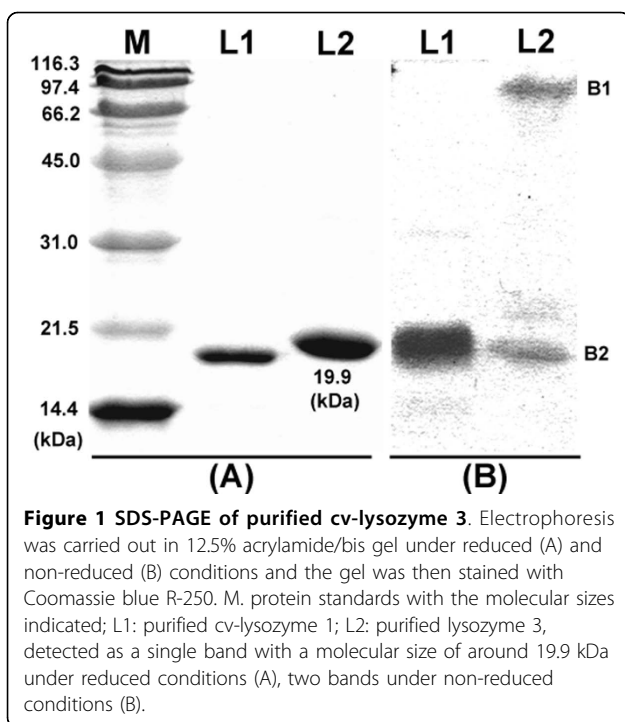 M L1 L2 L1 L2
116.3
97.4
66.2
45.0
31.0
21.5
14.4
(kDa)
19.9
(kDa)
B1
B2
(A) (B)
Figure 1 SDS-PAGE of purified cv-lysozyme 3. Electrophoresis
was carried out in 12.5% acrylamide/bis gel under reduced (A) and
non-reduced (B) conditions and the gel was then stained with
Coomassie blue R-250. M. protein standards with the molecular sizes
indicated; L1: purified cv-lysozyme 1; L2: purified lysozyme 3,
detected as a single band with a molecular size of around 19.9 kDa
under reduced conditions (A), two bands under non-reduced
conditions (B).